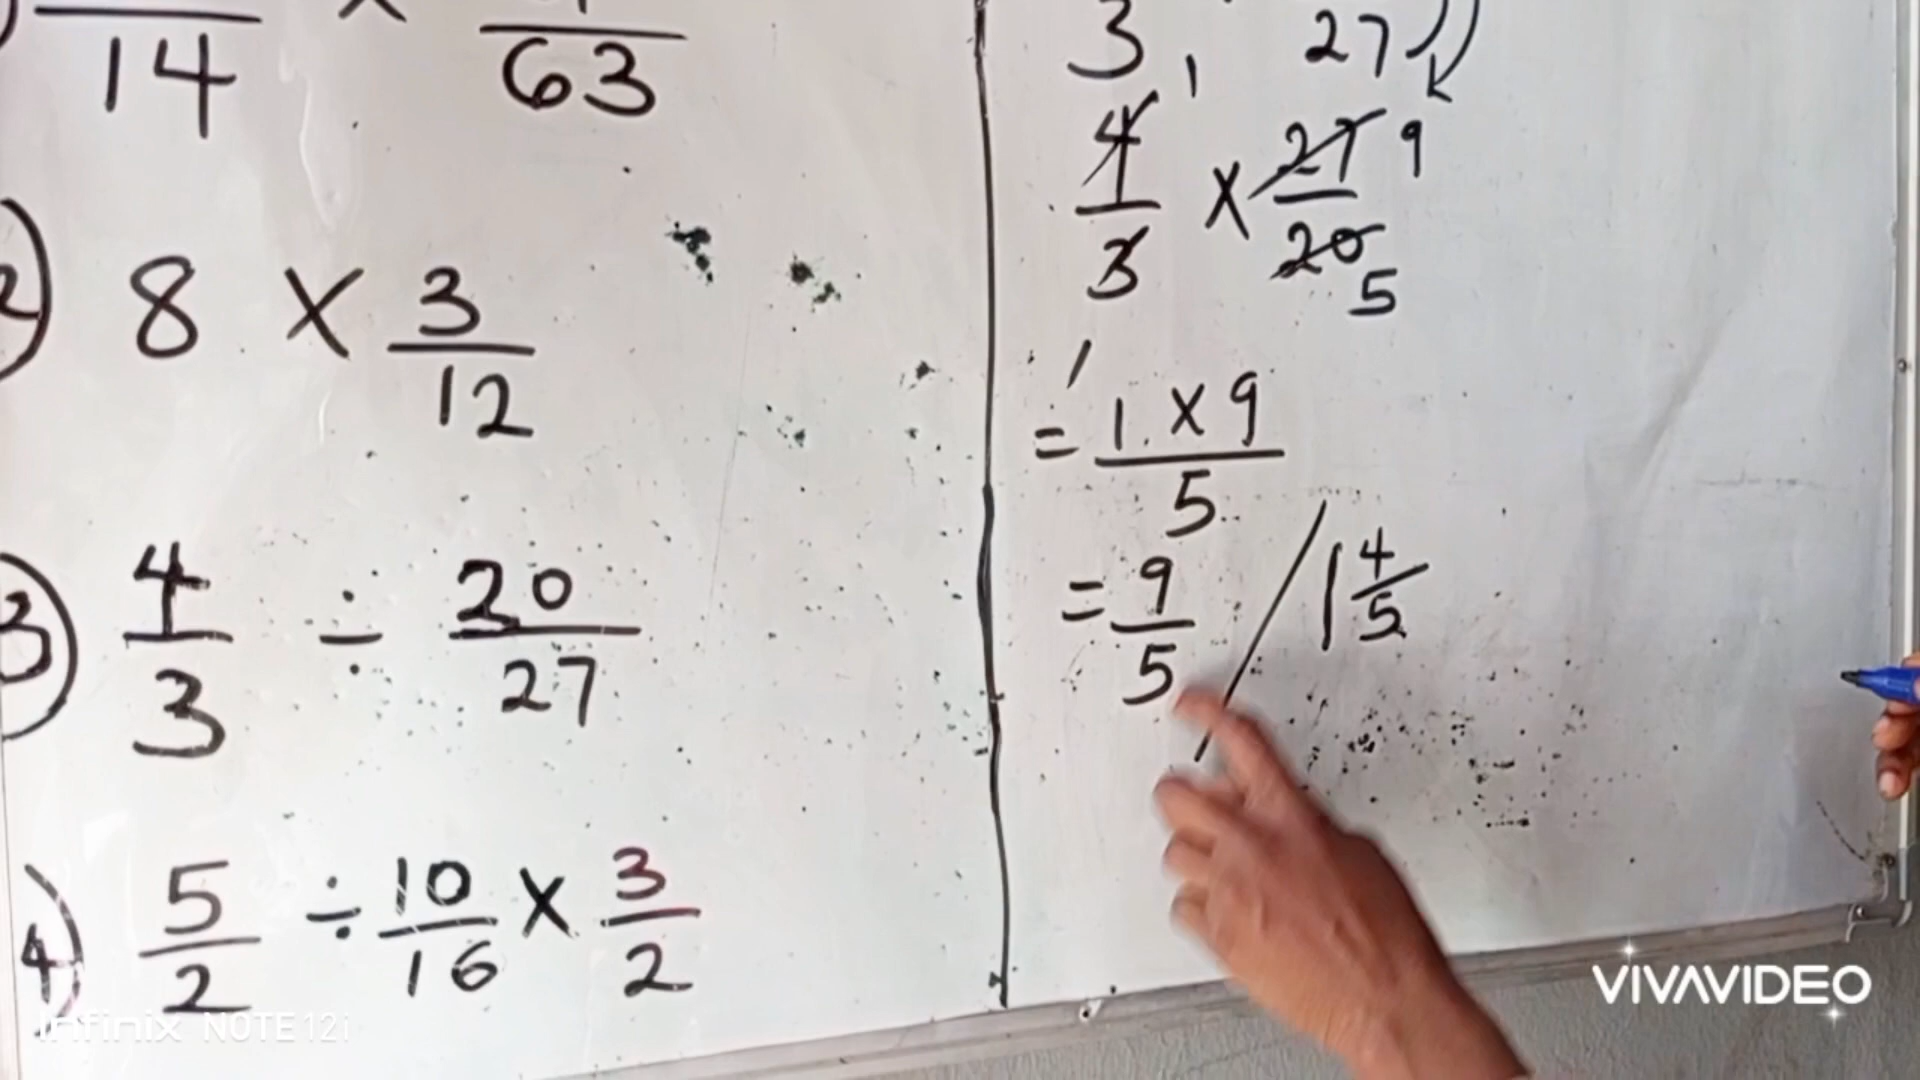 14 × 63
2) 8 × 3/12
3) 4/3 ÷ 20/27
4) 5/2 ÷ 10/16 × 3/2
3 27
4/3 × 27/20
1 9
1 5
= 1 × 9 / 5
= 9/5 / 1 4/5
VIVAVIDEO
Infinix NOTE 12i